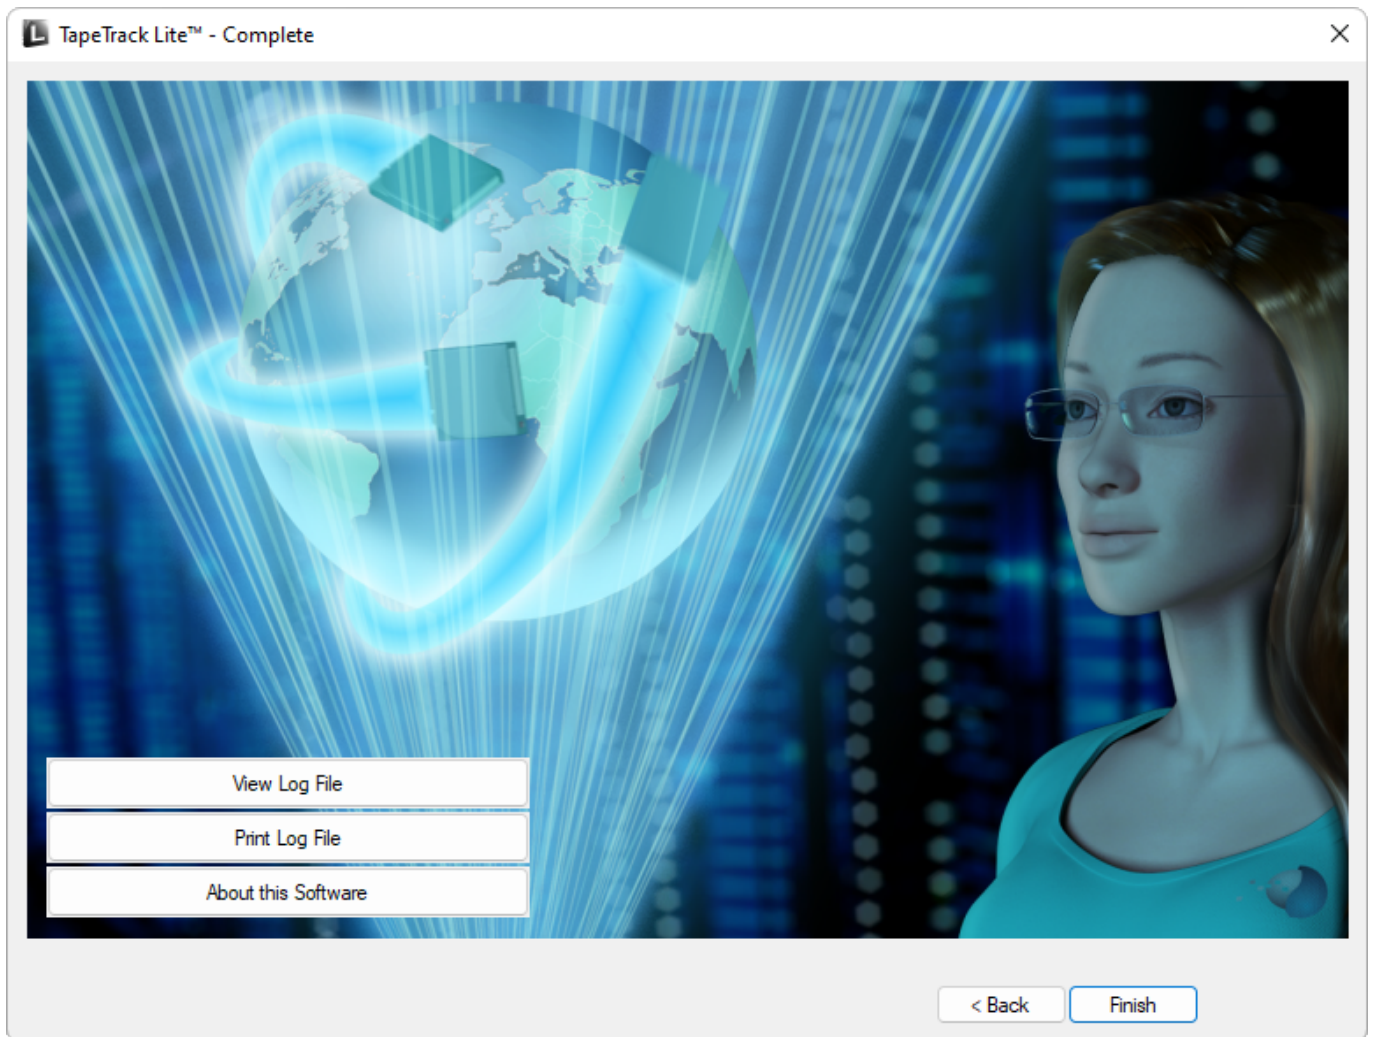 TapeTrack Lite™ - Complete
View Log File
Print Log File
About this Software
< Back
Finish